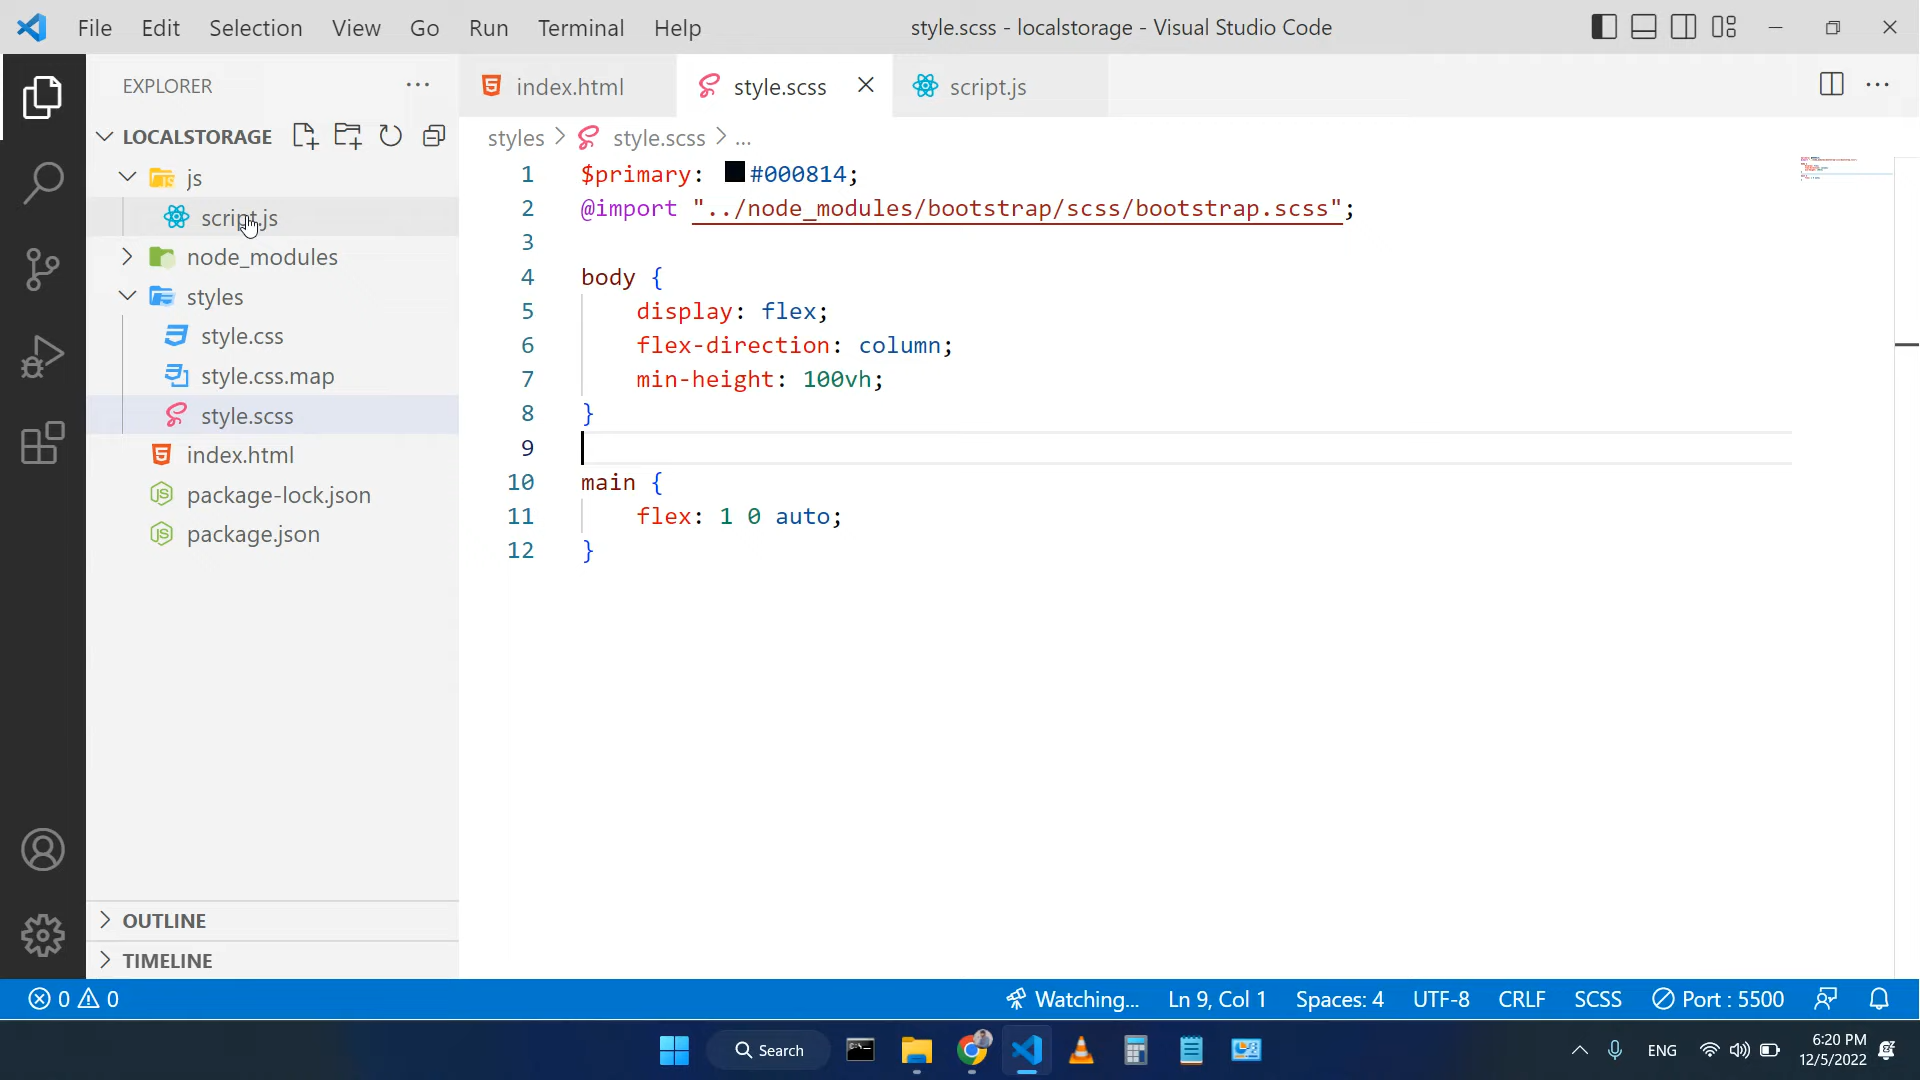 File Edit Selection View Go Run Terminal Help
style.scss - localstorage - Visual Studio Code
EXPLORER
LOCALSTORAGE
js
script.js
node_modules
styles
style.css
style.css.map
style.scss
index.html
package-lock.json
package.json
OUTLINE
TIMELINE
index.html style.scss script.js
styles > style.scss > ...
1 $primary: #000814;
2 @import "../node_modules/bootstrap/scss/bootstrap.scss";
3
4 body {
5 display: flex;
6 flex-direction: column;
7 min-height: 100vh;
8 }
9
10 main {
11 flex: 1 0 auto;
12 }
0 0 Watching... Ln 9, Col 1 Spaces: 4 UTF-8 CRLF SCSS Port : 5500
Search
ENG
6:20 PM
12/5/2022